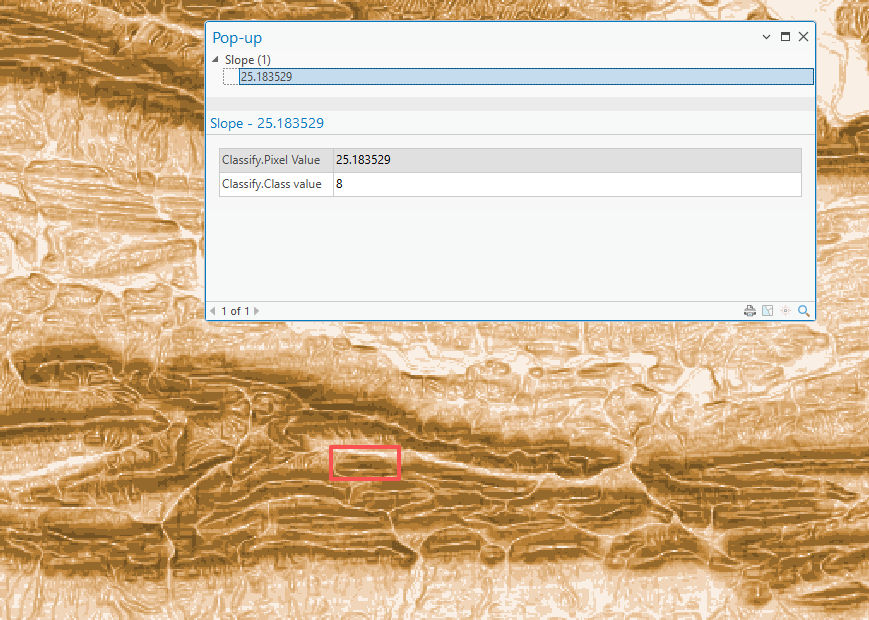 Pop-up
Slope (1)
25.183529
Slope - 25.183529
Classify.Pixel Value 25.183529
Classify.Class value 8
1 of 1